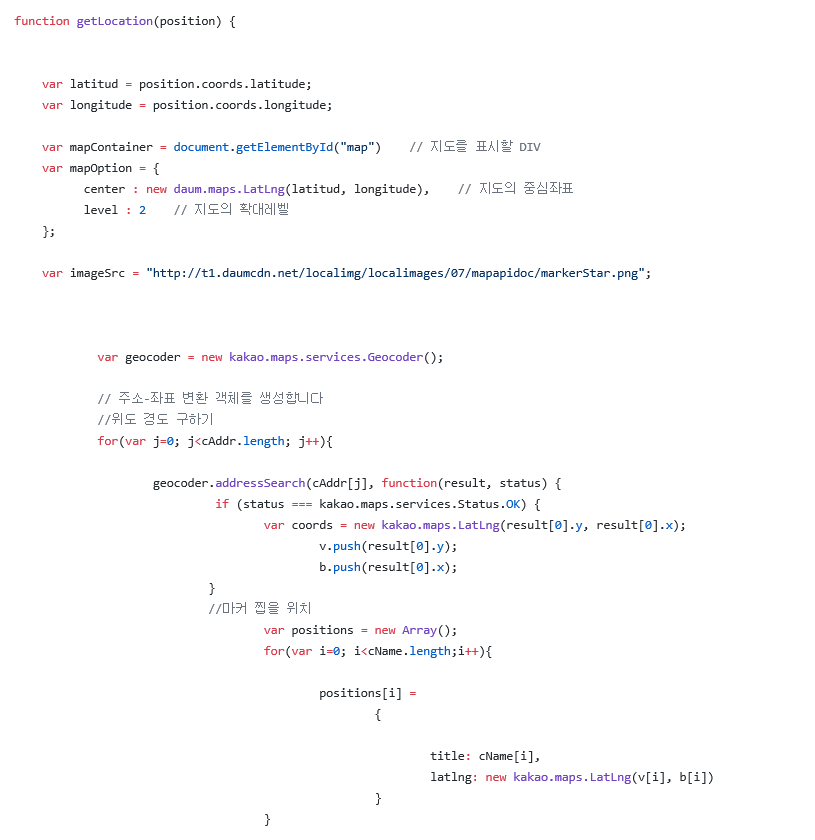 function getLocation(position) {
var latitud = position.coords.latitude;
var longitude = position.coords.longitude;
var mapContainer = document.getElementById("map")    // 지도를 표시할 DIV
var mapOption = {
center : new daum.maps.LatLng(latitud, longitude),    // 지도의 중심좌표
level : 2    // 지도의 확대레벨
};
var imageSrc = "http://t1.daumcdn.net/localimg/localimages/07/mapapidoc/markerStar.png";
var geocoder = new kakao.maps.services.Geocoder();
// 주소-좌표 변환 객체를 생성합니다
//위도 경도 구하기
for(var j=0; j<cAddr.length; j++){
geocoder.addressSearch(cAddr[j], function(result, status) {
if (status === kakao.maps.services.Status.OK) {
var coords = new kakao.maps.LatLng(result[0].y, result[0].x);
v.push(result[0].y);
b.push(result[0].x);
}
//마커 찝을 위치
var positions = new Array();
for(var i=0; i<cName.length;i++){
positions[i] =
{
title: cName[i],
latlng: new kakao.maps.LatLng(v[i], b[i])
}
}